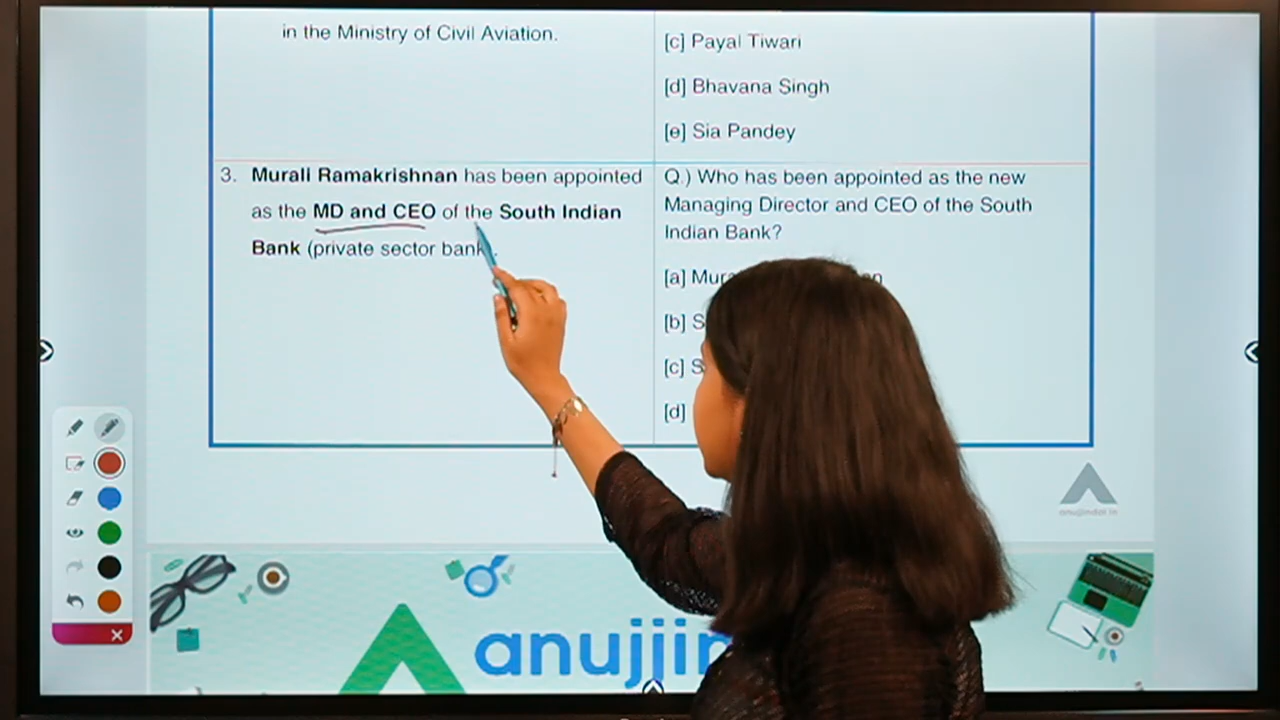 in the Ministry of Civil Aviation.
[c] Payal Tiwari
[d] Bhavana Singh
[e] Sia Pandey
3. Murali Ramakrishnan has been appointed
as the MD and CEO of the South Indian
Bank (private sector bank).
Q.) Who has been appointed as the new
Managing Director and CEO of the South
Indian Bank?
[a]
[b]
[c]
[d]
anujjindal.in